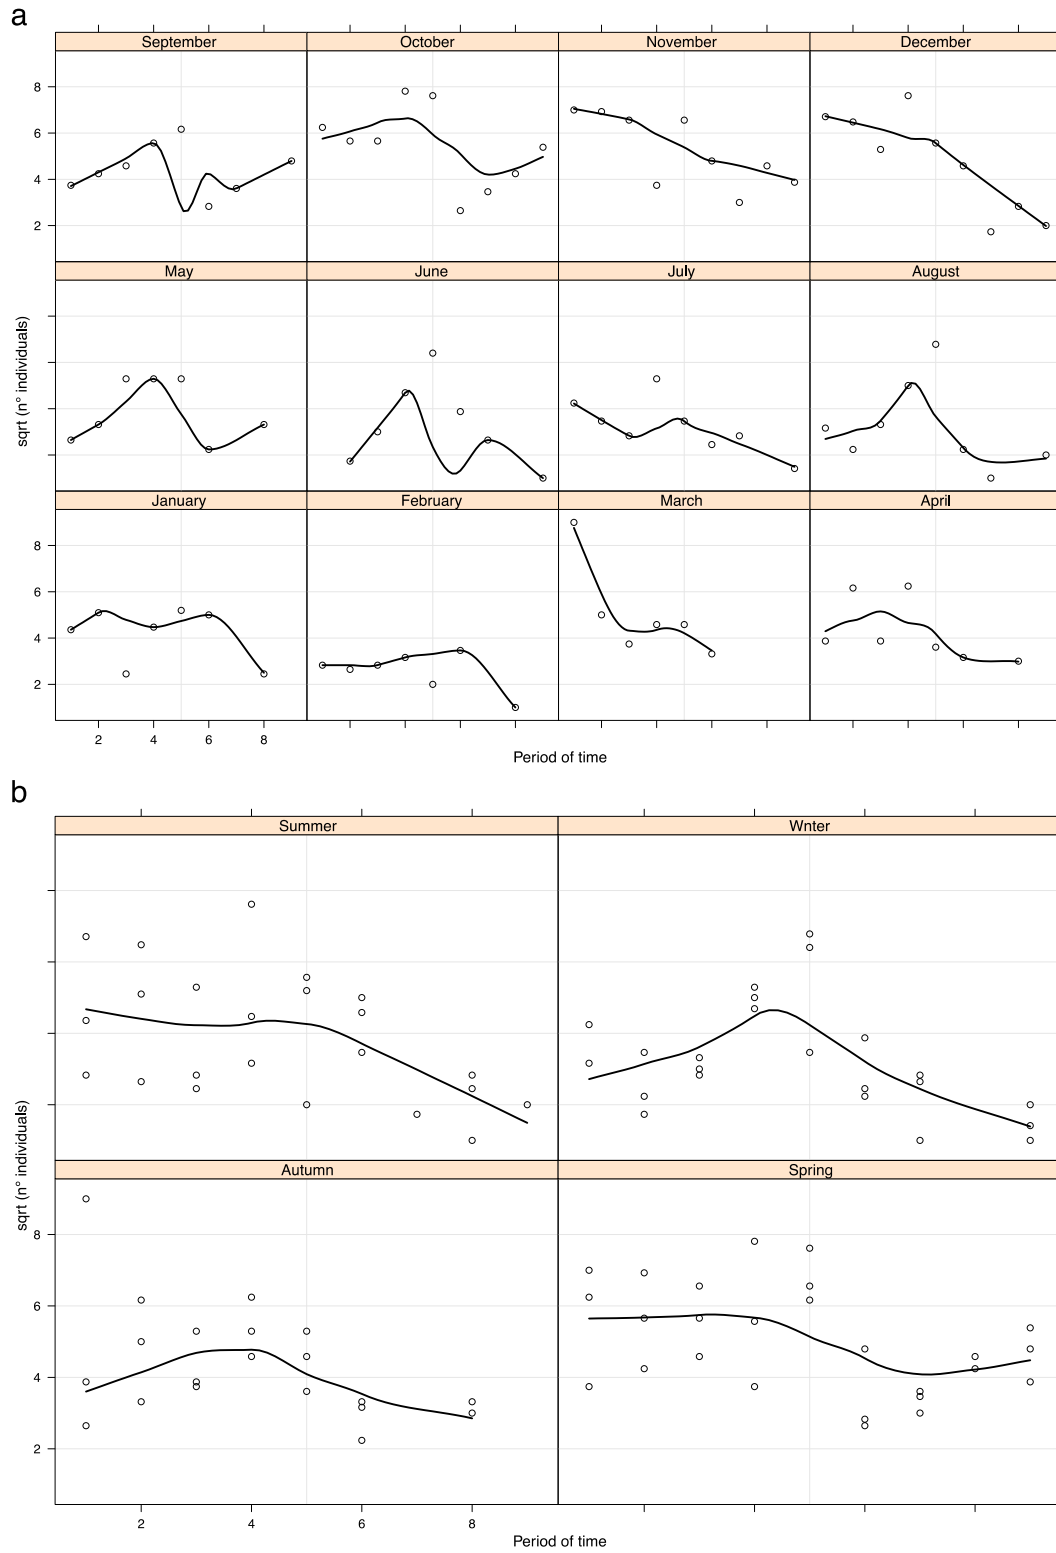 a
September October November December
8
6
4
2
May June July August
sqrt (n° individuals)
January February March April
8
6
4
2
2 4 6 8
Period of time
b
Summer Wnter
sqrt (n° individuals)
Autumn Spring
8
6
4
2
2 4 6 8
Period of time